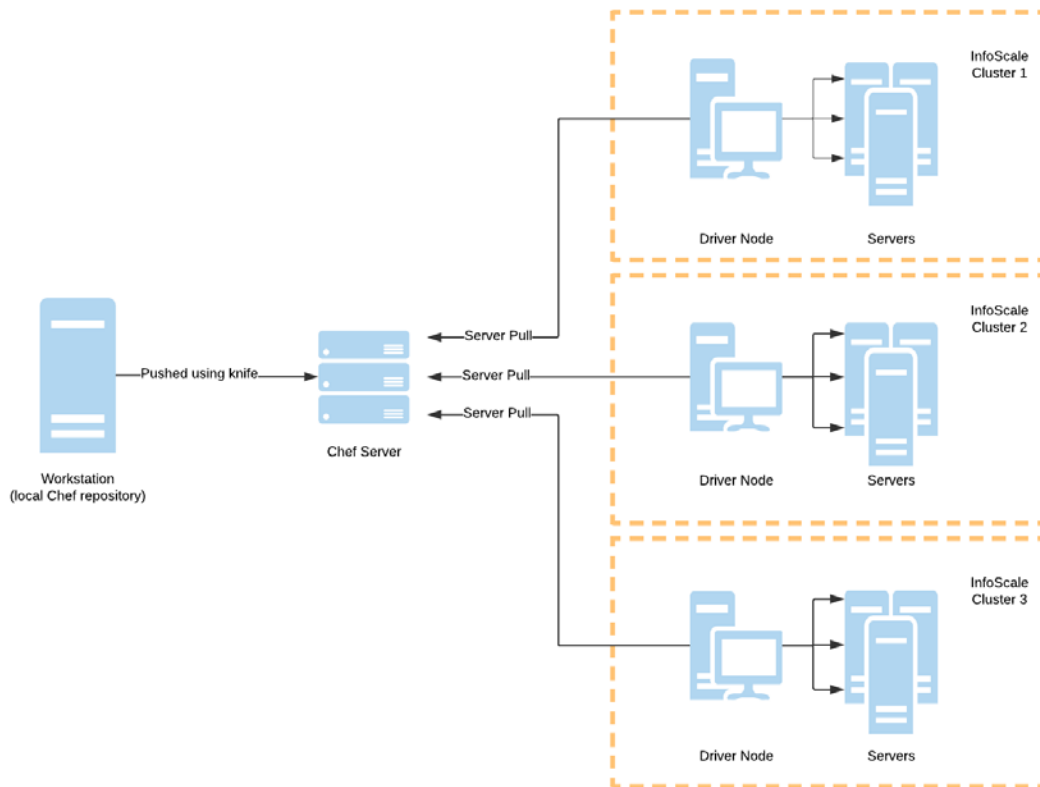 InfoScale
Cluster 1
Driver Node
Servers
InfoScale
Cluster 2
Server Pull
Pushed using knife
Server Pull
Server Pull
Chef Server
Workstation
(local Chef repository)
Driver Node
Servers
InfoScale
Cluster 3
Driver Node
Servers